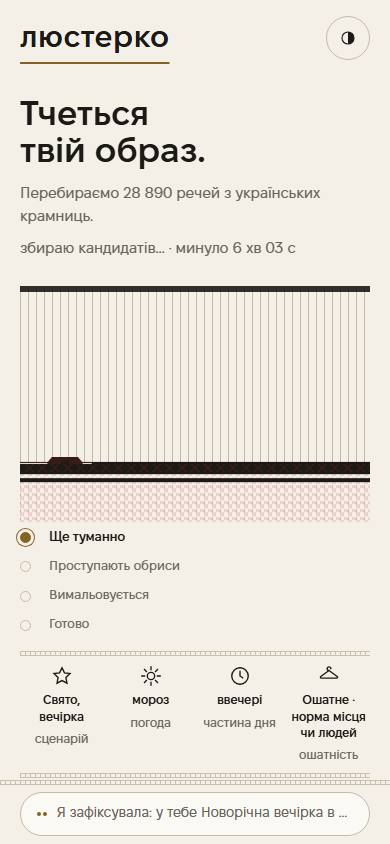 люстерко
Тчеться
твій образ.
Перебираємо 28 890 речей з українських
крамниць.
збираю кандидатів... · минуло 6 хв 03 с
Ще туманно
Проступають обриси
Вимальовується
Готово
Свято,
вечірка
сценарій
мороз
погода
ввечері
частина дня
Ошатне ·
норма місця
чи людей
ошатність
Я зафіксувала: у тебе Новорічна вечірка в ...